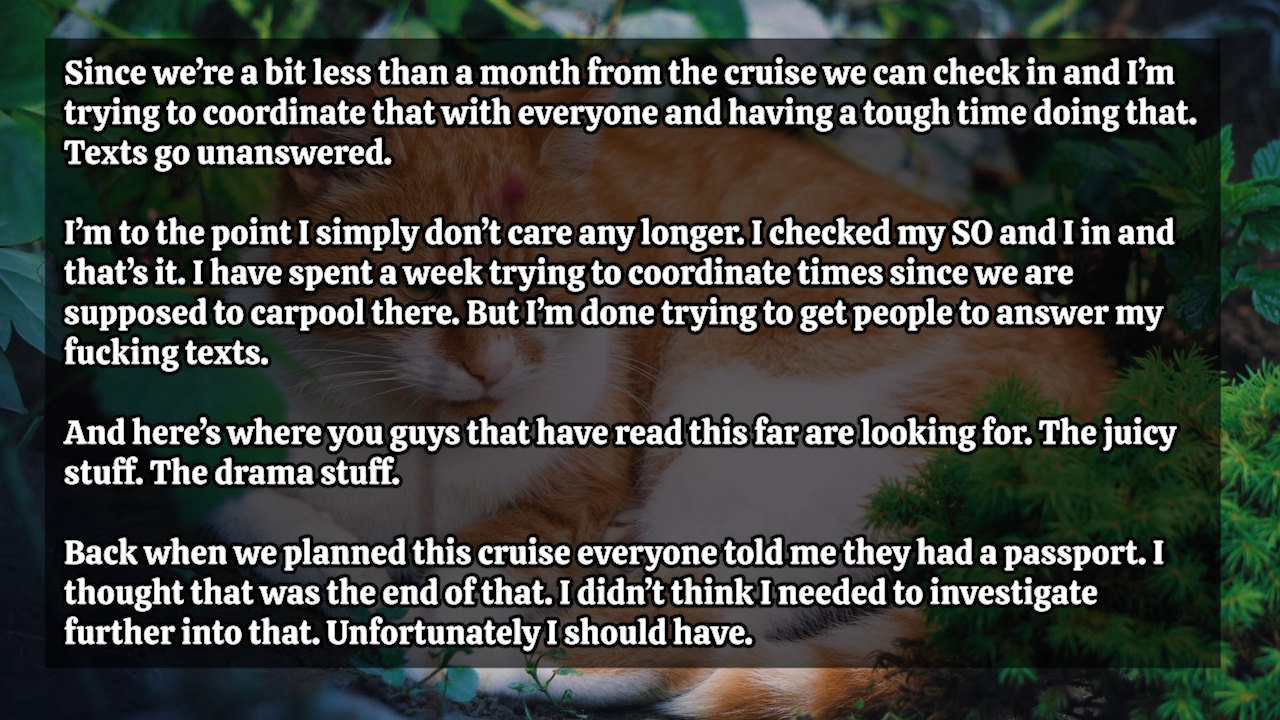 Since we’re a bit less than a month from the cruise we can check in and I’m
trying to coordinate that with everyone and having a tough time doing that.
Texts go unanswered.
I’m to the point I simply don’t care any longer. I checked my SO and I in and
that’s it. I have spent a week trying to coordinate times since we are
supposed to carpool there. But I’m done trying to get people to answer my
fucking texts.
And here’s where you guys that have read this far are looking for. The juicy
stuff. The drama stuff.
Back when we planned this cruise everyone told me they had a passport. I
thought that was the end of that. I didn’t think I needed to investigate
further into that. Unfortunately I should have.